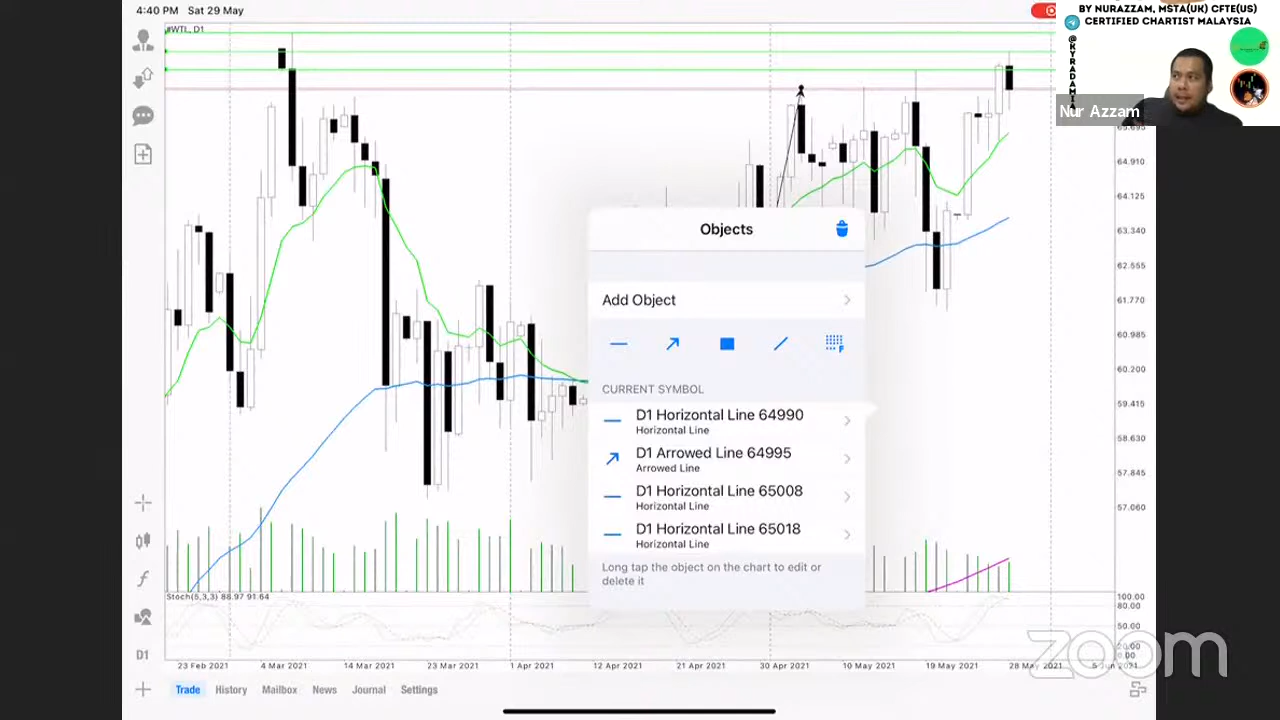 4:40 PM Sat 29 May
BY NURAZZAM, MSTA(UK) CFTE(US)
CERTIFIED CHARTIST MALAYSIA
@KYRADAMIA
Nur Azzam
#WTI, D1
65.695
64.910
64.125
63.340
62.555
61.770
60.985
60.200
59.415
58.630
57.845
57.060
Objects
Add Object
F
CURRENT SYMBOL
D1 Horizontal Line 64990
Horizontal Line
D1 Arrowed Line 64995
Arrowed Line
D1 Horizontal Line 65008
Horizontal Line
D1 Horizontal Line 65018
Horizontal Line
Long tap the object on the chart to edit or
delete it
Stoch(5,3,3) 88.97 91.64
100.00
80.00
50.00
20.00
0.00
D1
23 Feb 2021 4 Mar 2021 14 Mar 2021 23 Mar 2021 1 Apr 2021 12 Apr 2021 21 Apr 2021 30 Apr 2021 10 May 2021 19 May 2021 28 May 2021 5 Jun 2021
Trade History Mailbox News Journal Settings
zoom